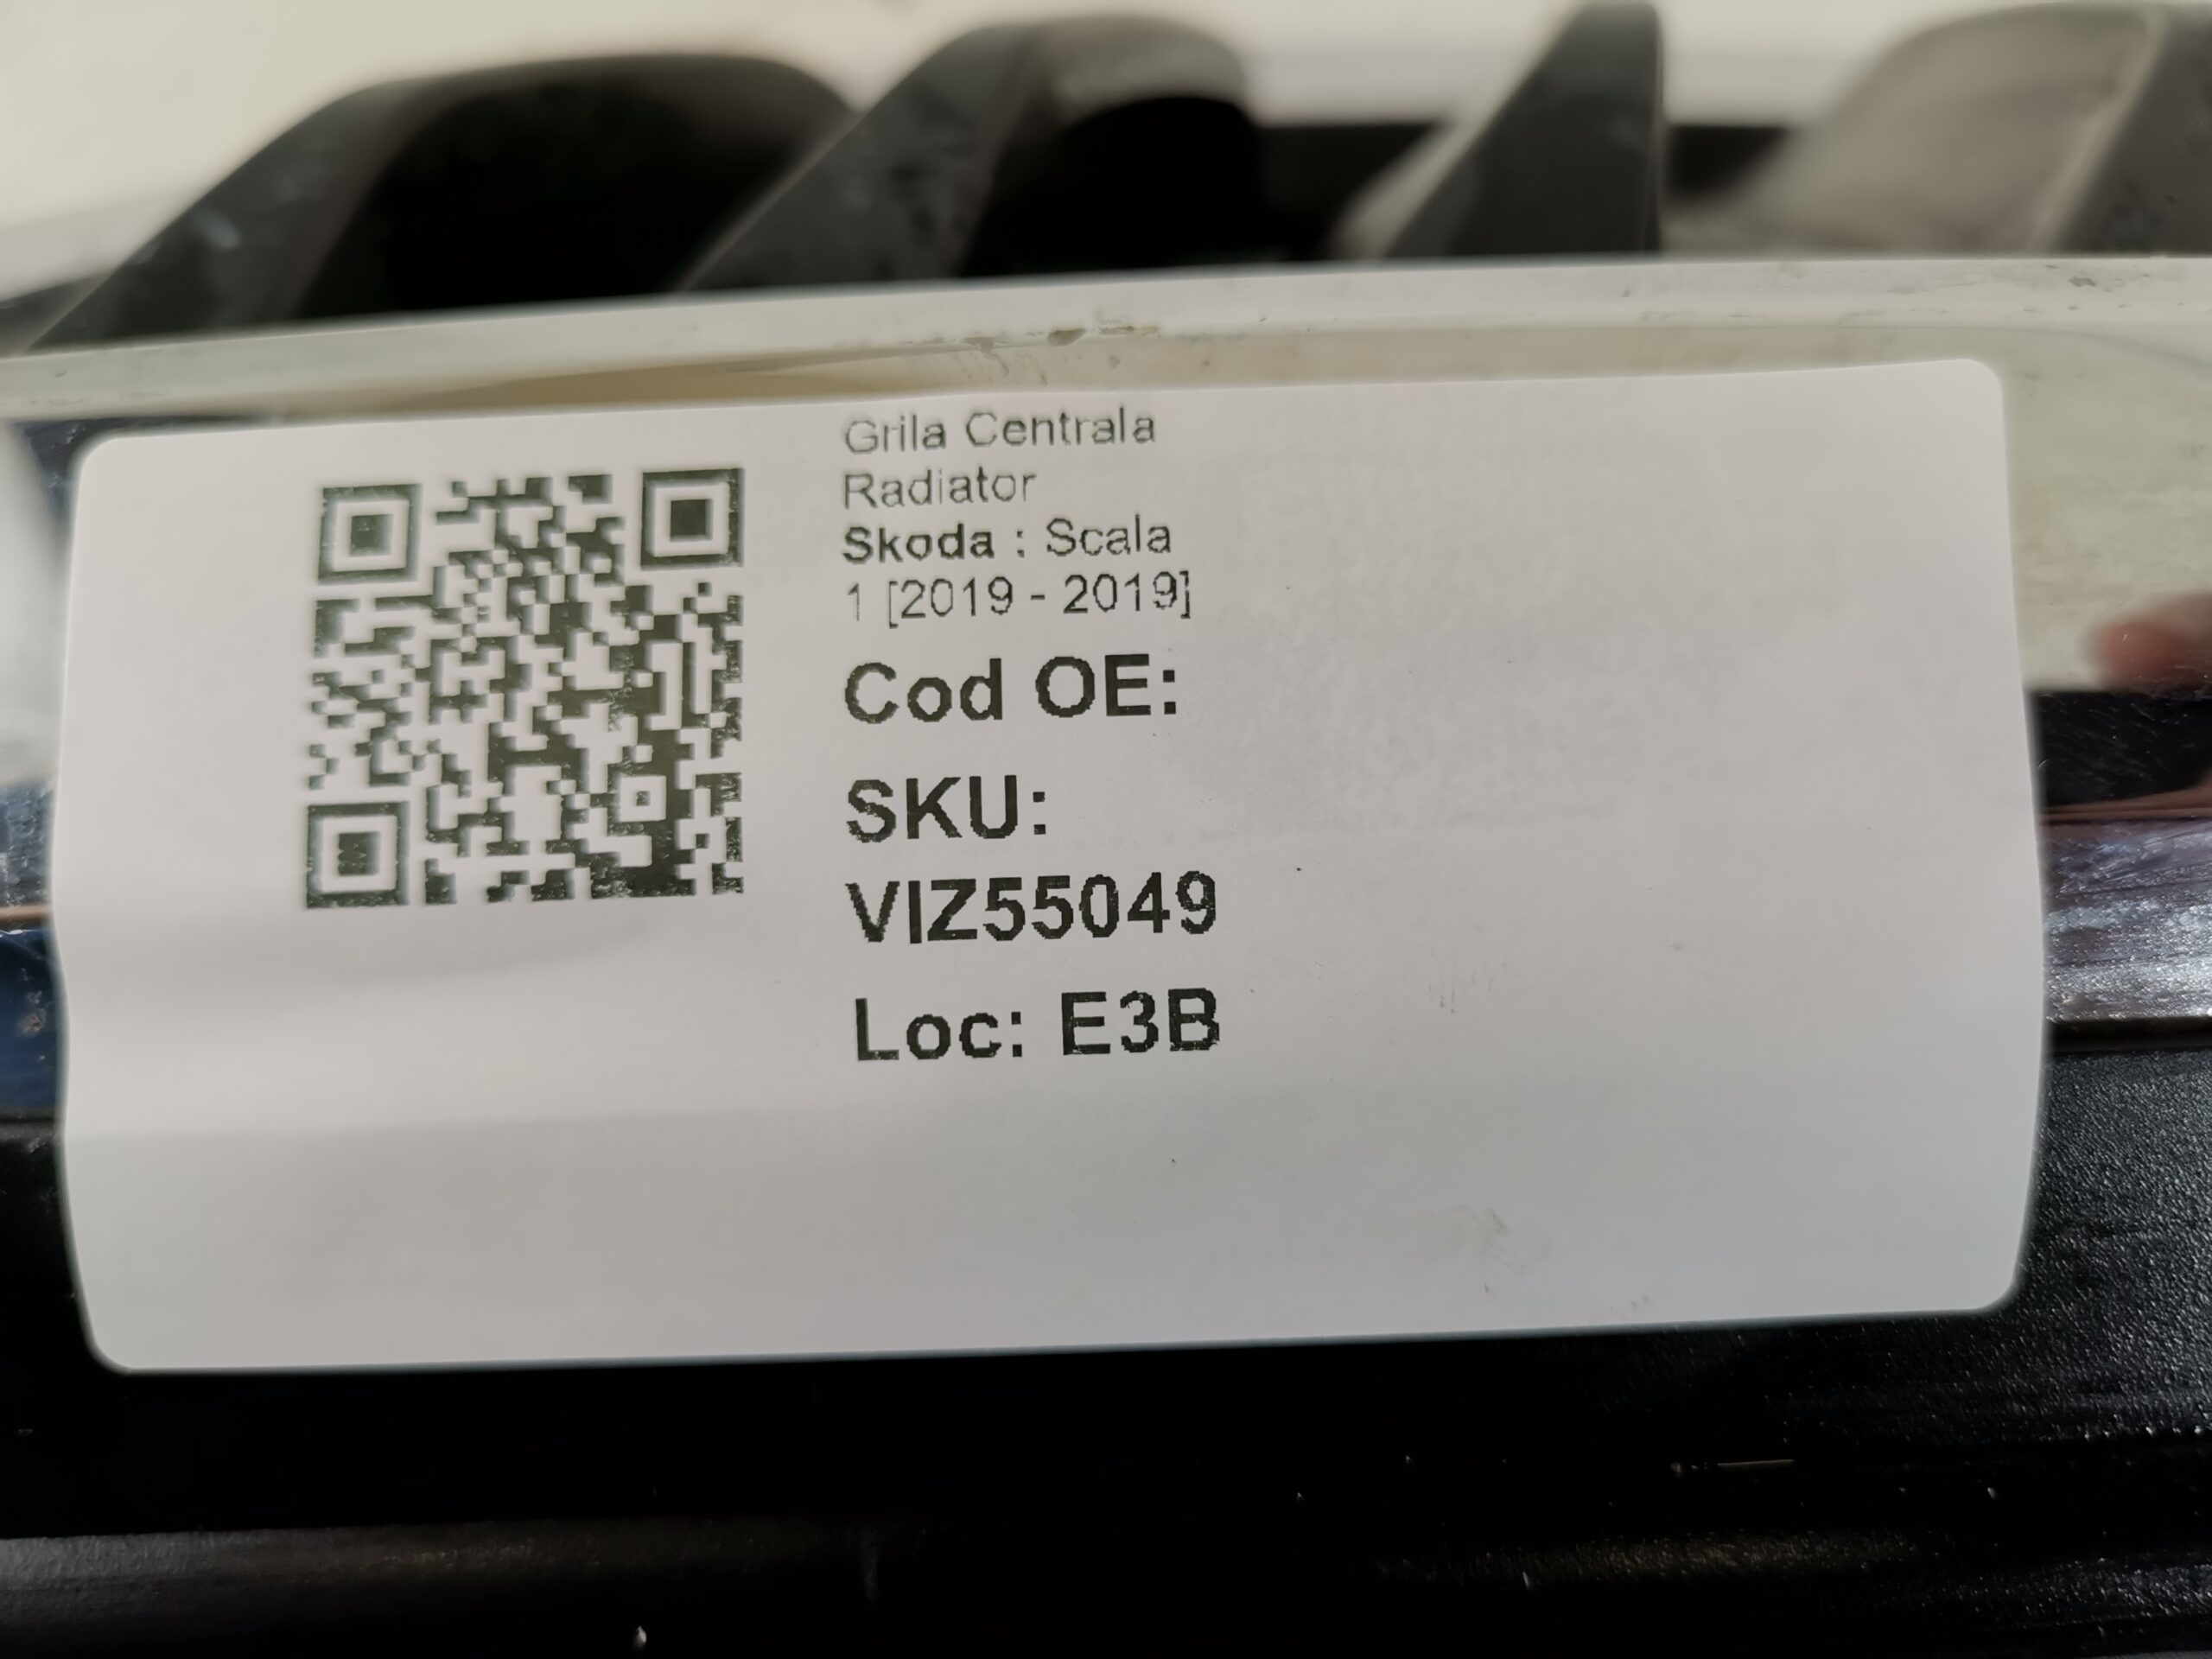 Grila Centrala
Radiator
Skoda : Scala
1 [2019 - 2019]
Cod OE:
SKU:
VIZ55049
Loc: E3B